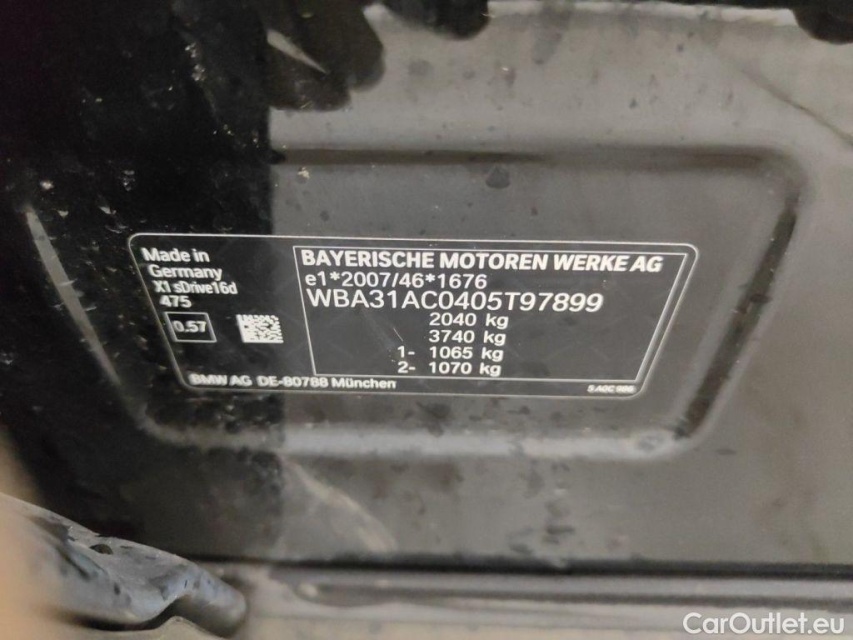 Made in
Germany
X1 sDrive16d
475
0.57
BAYERISCHE MOTOREN WERKE AG
e1*2007/46*1676
WBA31AC0405T97899
2040 kg
3740 kg
1- 1065 kg
2- 1070 kg
BMW AG DE-80788 München
CarOutlet.eu